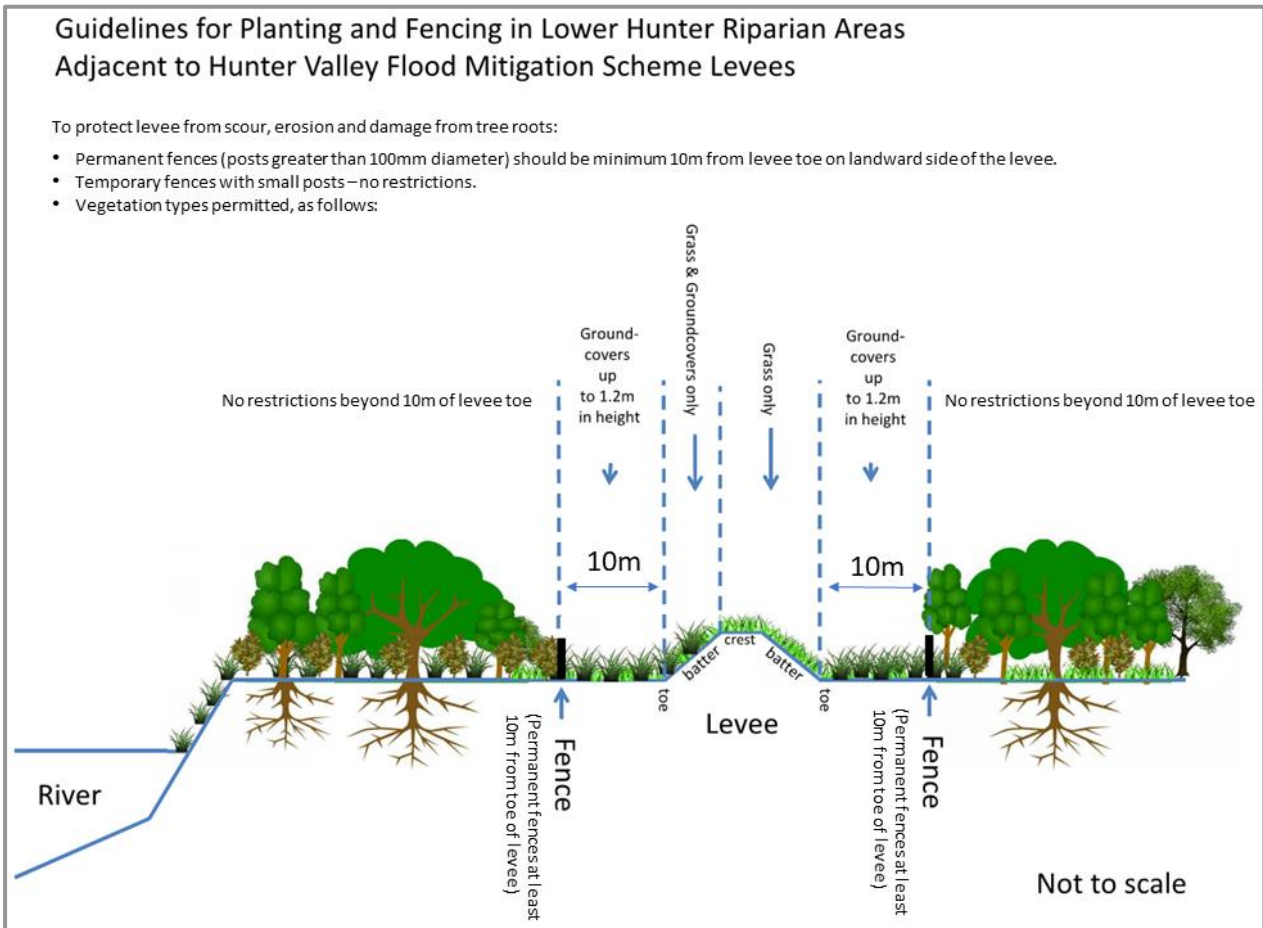 Guidelines for Planting and Fencing in Lower Hunter Riparian Areas
Adjacent to Hunter Valley Flood Mitigation Scheme Levees
To protect levee from scour, erosion and damage from tree roots:
• Permanent fences (posts greater than 100mm diameter) should be minimum 10m from levee toe on landward side of the levee.
• Temporary fences with small posts – no restrictions.
• Vegetation types permitted, as follows:
No restrictions beyond 10m of levee toe
Ground-
covers
up
to 1.2m
in height
Grass & Groundcovers only
Grass only
Ground-
covers
up
to 1.2m
in height
No restrictions beyond 10m of levee toe
10m
10m
crest
batter
batter
toe
toe
Levee
River
Fence
(Permanent fences at least
10m from toe of levee)
Fence
(Permanent fences at least
10m from toe of levee)
Not to scale